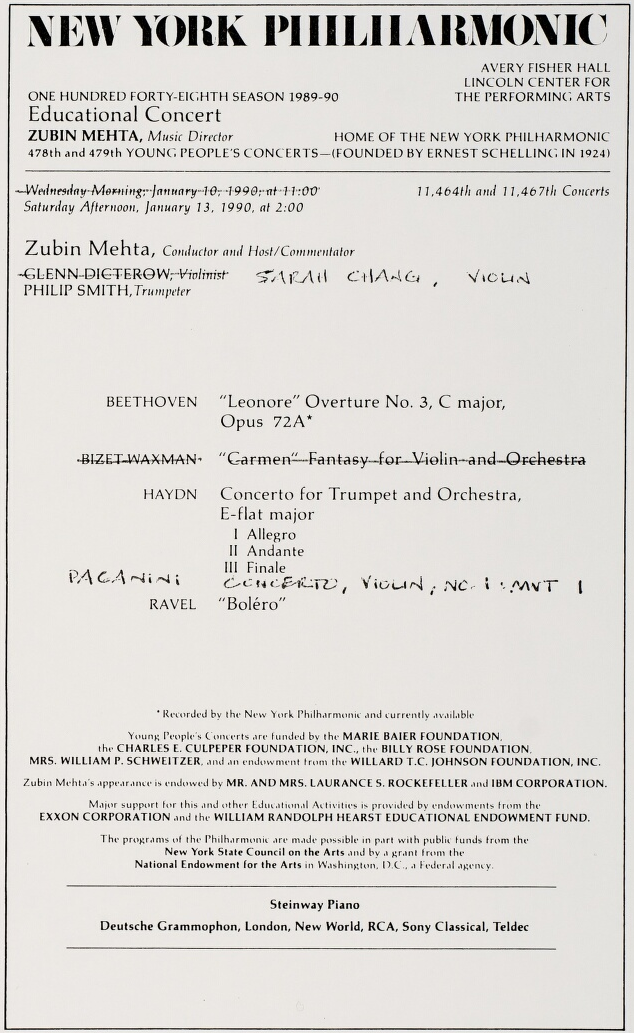 NEW YORK PHILHARMONIC
AVERY FISHER HALL
LINCOLN CENTER FOR
ONE HUNDRED FORTY-EIGHTH SEASON 1989-90 THE PERFORMING ARTS
Educational Concert
ZUBIN MEHTA, Music Director HOME OF THE NEW YORK PHILHARMONIC
478th and 479th YOUNG PEOPLE'S CONCERTS—(FOUNDED BY ERNEST SCHELLING IN 1924)
Wednesday Morning, January 10, 1990, at 11:00 11,464th and 11,467th Concerts
Saturday Afternoon, January 13, 1990, at 2:00
Zubin Mehta, Conductor and Host/Commentator
GLENN DICTEROW, Violinist SARAH CHANG, VIOLIN
PHILIP SMITH, Trumpeter
BEETHOVEN "Leonore" Overture No. 3, C major,
Opus 72A*
BIZET-WAXMAN "Carmen" Fantasy for Violin and Orchestra
HAYDN Concerto for Trumpet and Orchestra,
E-flat major
I Allegro
II Andante
III Finale
PAGANINI CONCERTO, VIOLIN, NO. 1: MVT 1
RAVEL "Boléro"
*Recorded by the New York Philharmonic and currently available
Young People's Concerts are funded by the MARIE BAIER FOUNDATION,
the CHARLES E. CULPEPER FOUNDATION, INC., the BILLY ROSE FOUNDATION,
MRS. WILLIAM P. SCHWEITZER, and an endowment from the WILLARD T.C. JOHNSON FOUNDATION, INC.
Zubin Mehta's appearance is endowed by MR. AND MRS. LAURANCE S. ROCKEFELLER and IBM CORPORATION.
Major support for this and other Educational Activities is provided by endowments from the
EXXON CORPORATION and the WILLIAM RANDOLPH HEARST EDUCATIONAL ENDOWMENT FUND.
The programs of the Philharmonic are made possible in part with public funds from the
New York State Council on the Arts and by a grant from the
National Endowment for the Arts in Washington, D.C., a Federal agency.
Steinway Piano
Deutsche Grammophon, London, New World, RCA, Sony Classical, Teldec